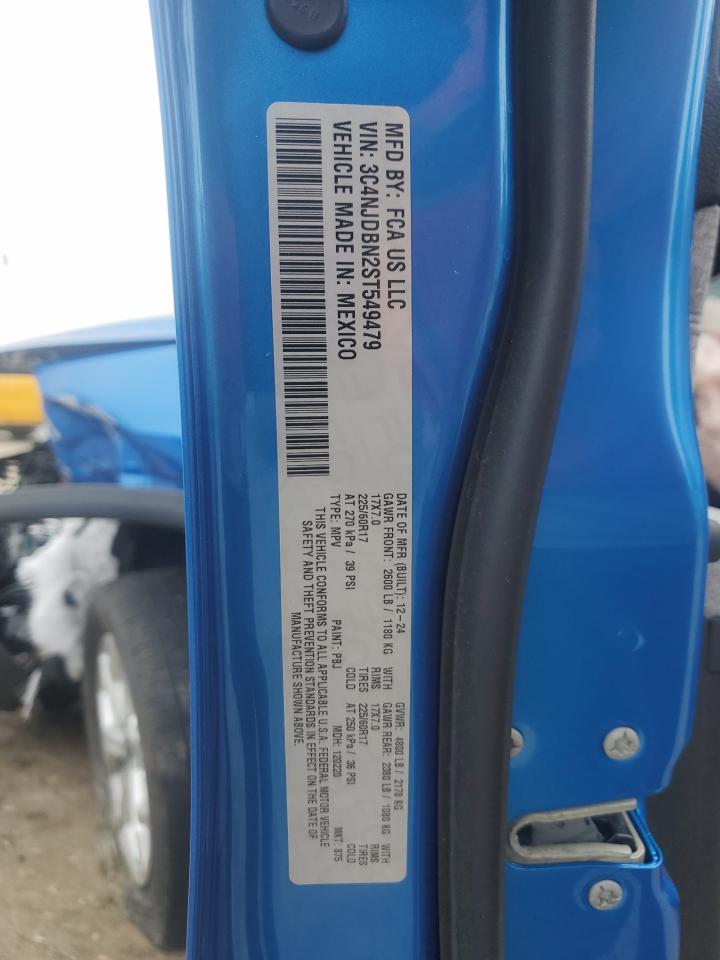 MFD BY: FCA US LLC
VIN: 3C4NJDBN2ST549479
VEHICLE MADE IN: MEXICO
DATE OF MFR (BUILT): 12-24 GVWR: 4800 LB / 2178 KG
GAWR FRONT: 2600 LB / 1180 KG WITH GAWR REAR: 2380 LB / 1080 KG WITH
17X7.0 RIMS 17X7.0 RIMS
225/60R17 TIRES 225/60R17 TIRES
AT 270 kPa / 39 PSI COLD AT 250 kPa / 36 PSI COLD
TYPE: MPV PAINT: PBJ MDH: 120220 MKT: 875
THIS VEHICLE CONFORMS TO ALL APPLICABLE U.S.A. FEDERAL MOTOR VEHICLE
SAFETY AND THEFT PREVENTION STANDARDS IN EFFECT ON THE DATE OF
MANUFACTURE SHOWN ABOVE.